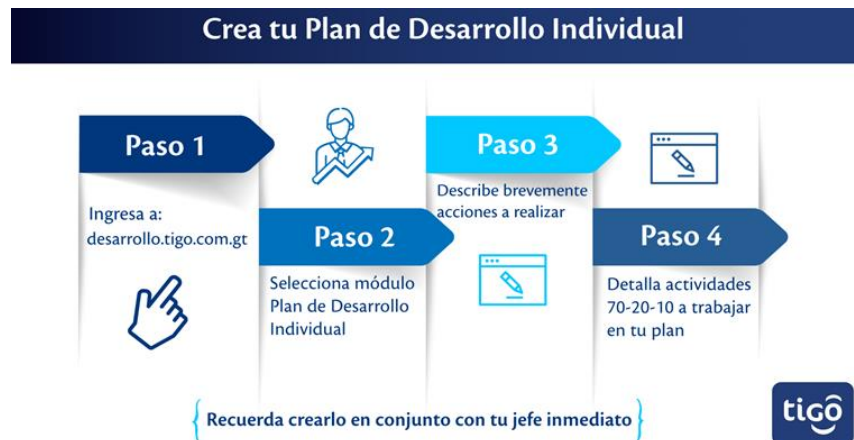 Crea tu Plan de Desarrollo Individual
Paso 1
Ingresa a:
desarrollo.tigo.com.gt
Paso 2
Selecciona módulo
Plan de Desarrollo
Individual
Paso 3
Describe brevemente
acciones a realizar
Paso 4
Detalla actividades
70-20-10 a trabajar
en tu plan
{ Recuerda crearlo en conjunto con tu jefe inmediato }
tigo